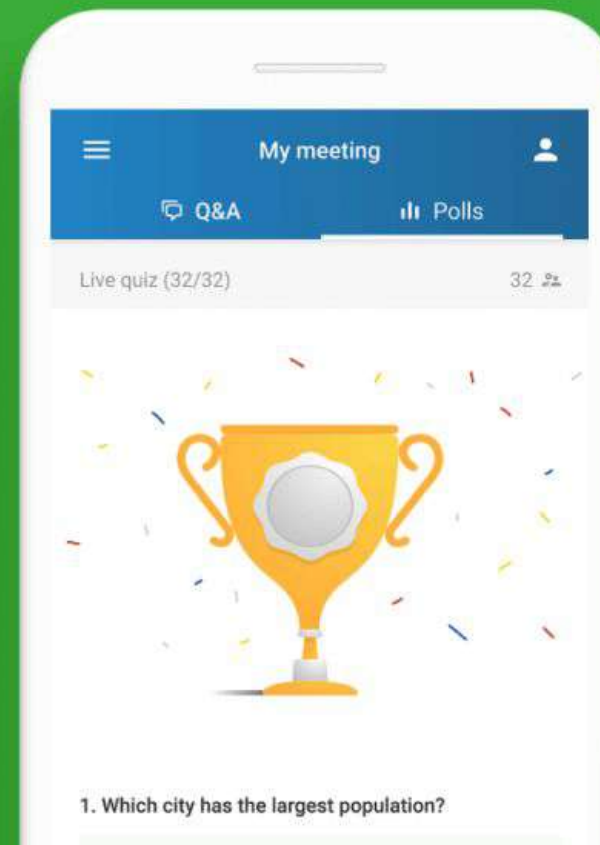 My meeting
Q&A Polls
Live quiz (32/32) 32
1. Which city has the largest population?